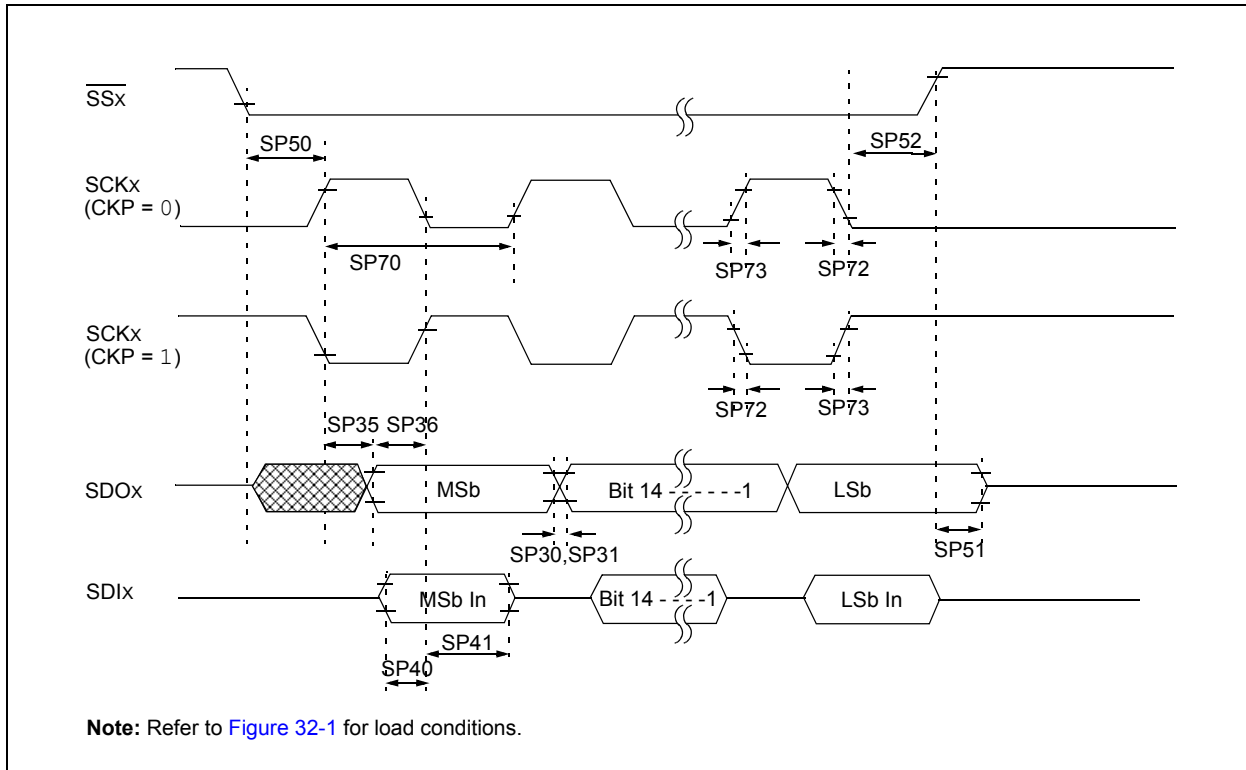 SSx
SP50
SP52
SCKx
(CKP = 0)
SP70
SP73
SP72
SCKx
(CKP = 1)
SP72
SP73
SP35
SP36
SDOx
MSb
Bit 14 - - - - - -1
LSb
SP30,SP31
SP51
SDIx
MSb In
Bit 14 - - - -1
LSb In
SP41
SP40
Note: Refer to Figure 32-1 for load conditions.